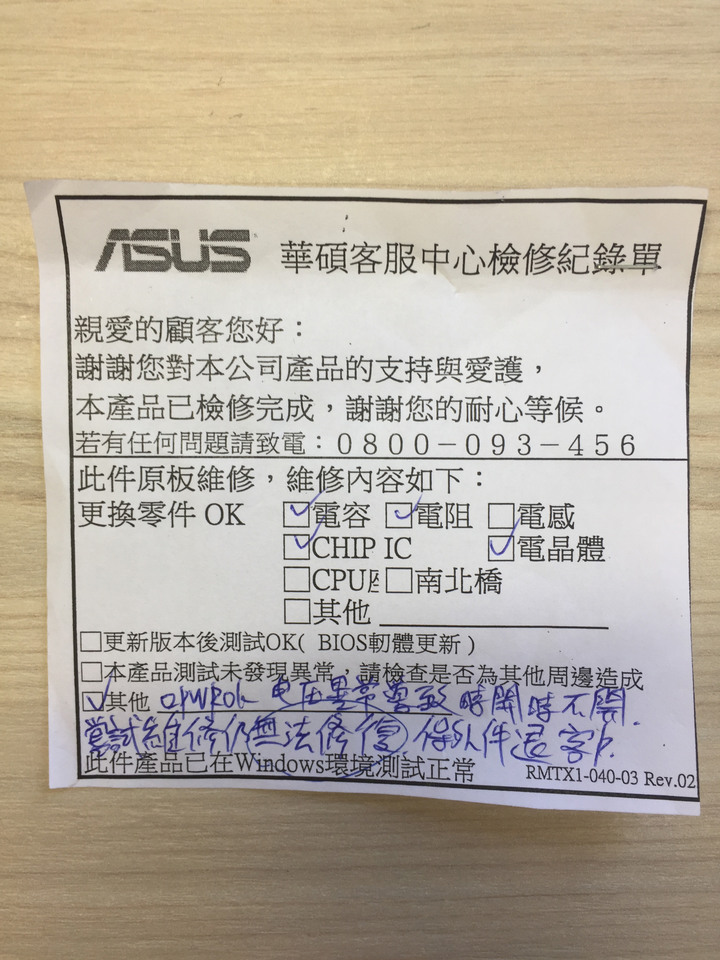 ASUS 華碩客服中心檢修紀錄單
親愛的顧客您好：
謝謝您對本公司產品的支持與愛護，
本產品已檢修完成，謝謝您的耐心等候。
若有任何問題請致電：0800－093－456
此件原板維修，維修內容如下：
更換零件 OK ☑電容 ☑電阻 □電感
☑CHIP IC ☑電晶體
□CPU座 □南北橋
□其他
□更新版本後測試OK( BIOS軔體更新 )
□本產品測試未發現異常，請檢查是否為其他周邊造成
☑其他 電壓異常導致 時開時不開.
嘗試維修仍無法修復 保外件退客戶.
此件產品已在Windows環境測試正常 RMTX1-040-03 Rev.02